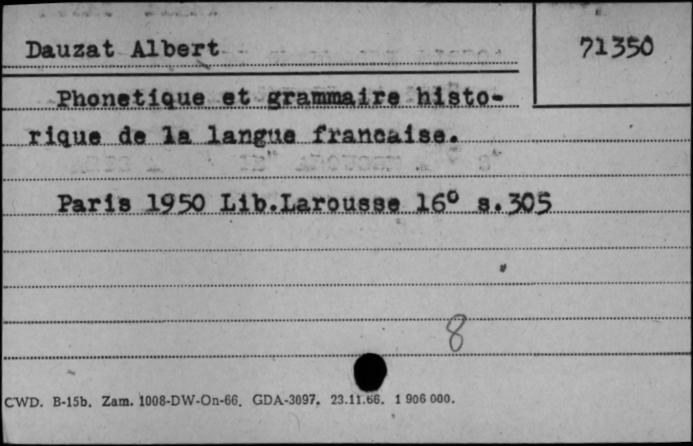 Dauzat Albert
71350
Phonetique et grammaire histo-
rique de la langue francaise.
Paris 1950 Lib.Larousse 16° s.305
8
CWD. B-15b. Zam. 1008-DW-On-66. GDA-3097. 23.11.66. 1 906 000.